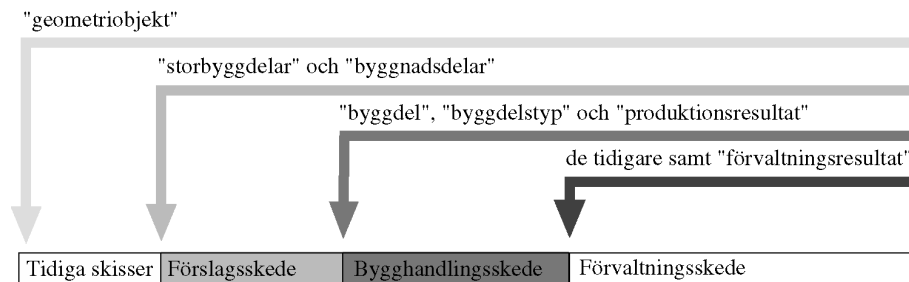 "geometriobjekt"
"storbyggdelar" och "byggnadsdelar"
"byggdel", "byggdelstyp" och "produktionsresultat"
de tidigare samt "förvaltningsresultat"
Tidiga skisser Förslagsskede Bygghandlingsskede Förvaltningsskede